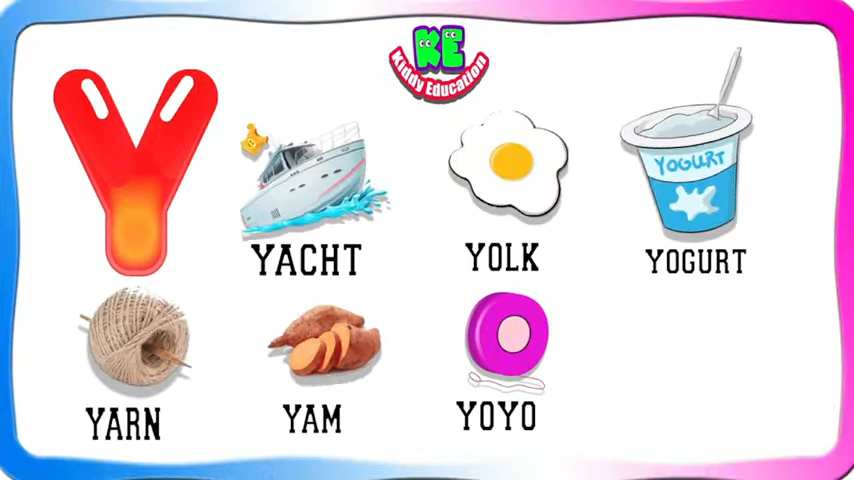 KE
Kiddy Education
Y
YOGURT
YACHT
YOLK
YOGURT
YARN
YAM
YOYO